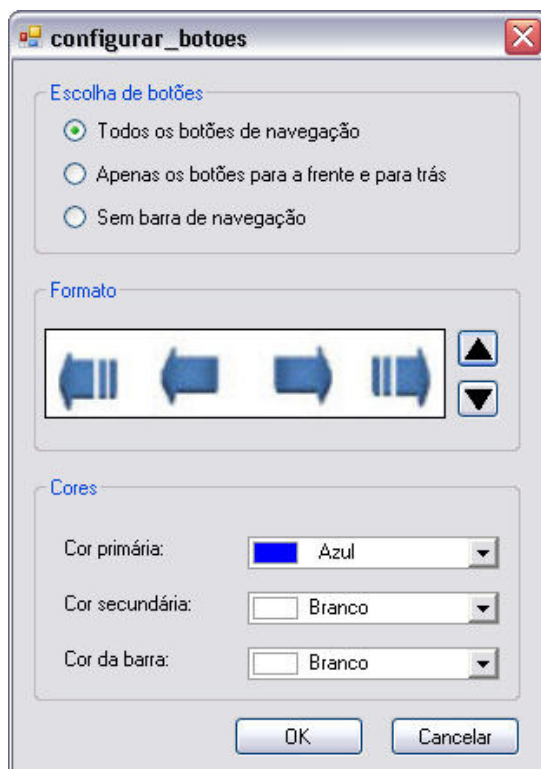 configurar_botoes
Escolha de botões
Todos os botões de navegação
Apenas os botões para a frente e para trás
Sem barra de navegação
Formato
Cores
Cor primária: Azul
Cor secundária: Branco
Cor da barra: Branco
OK Cancelar